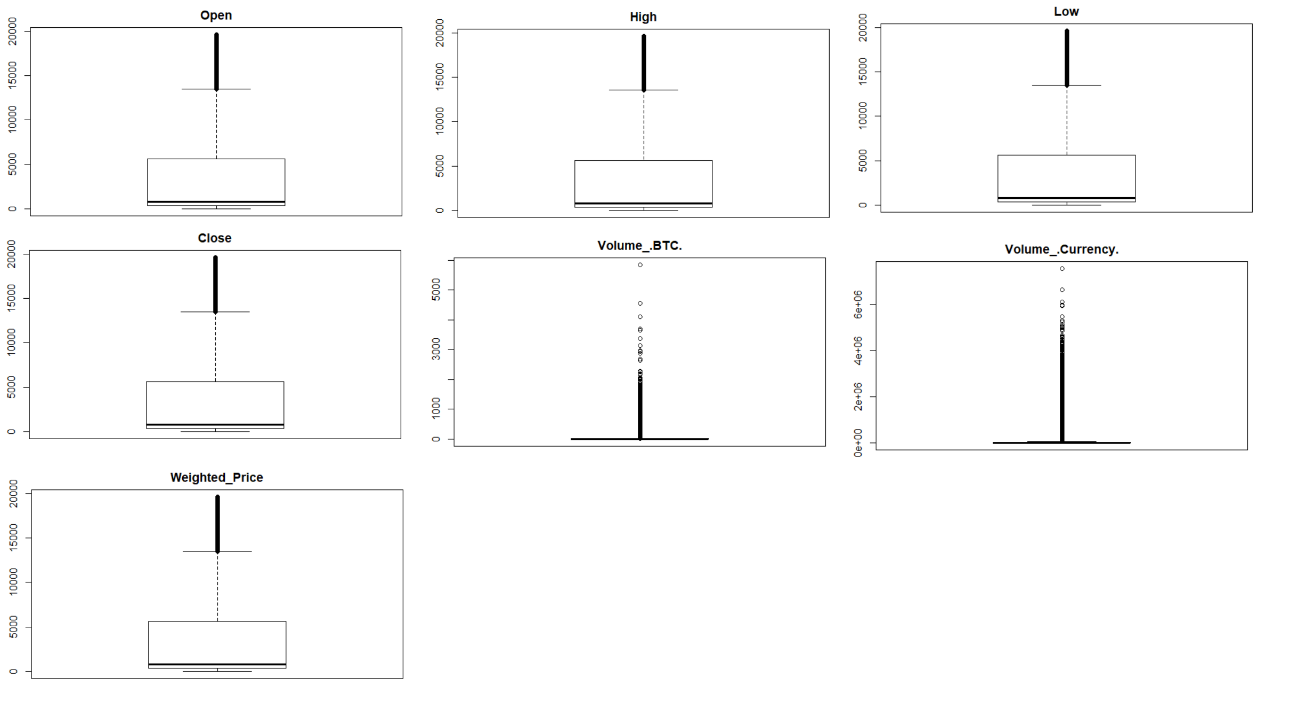 Open
High
Low
20000
15000
10000
5000
0
20000
15000
10000
5000
0
20000
15000
10000
5000
0
Close
Volume_.BTC.
Volume_.Currency.
20000
15000
10000
5000
0
5000
3000
1000
0
6e+06
4e+06
2e+06
0e+00
Weighted_Price
20000
15000
10000
5000
0